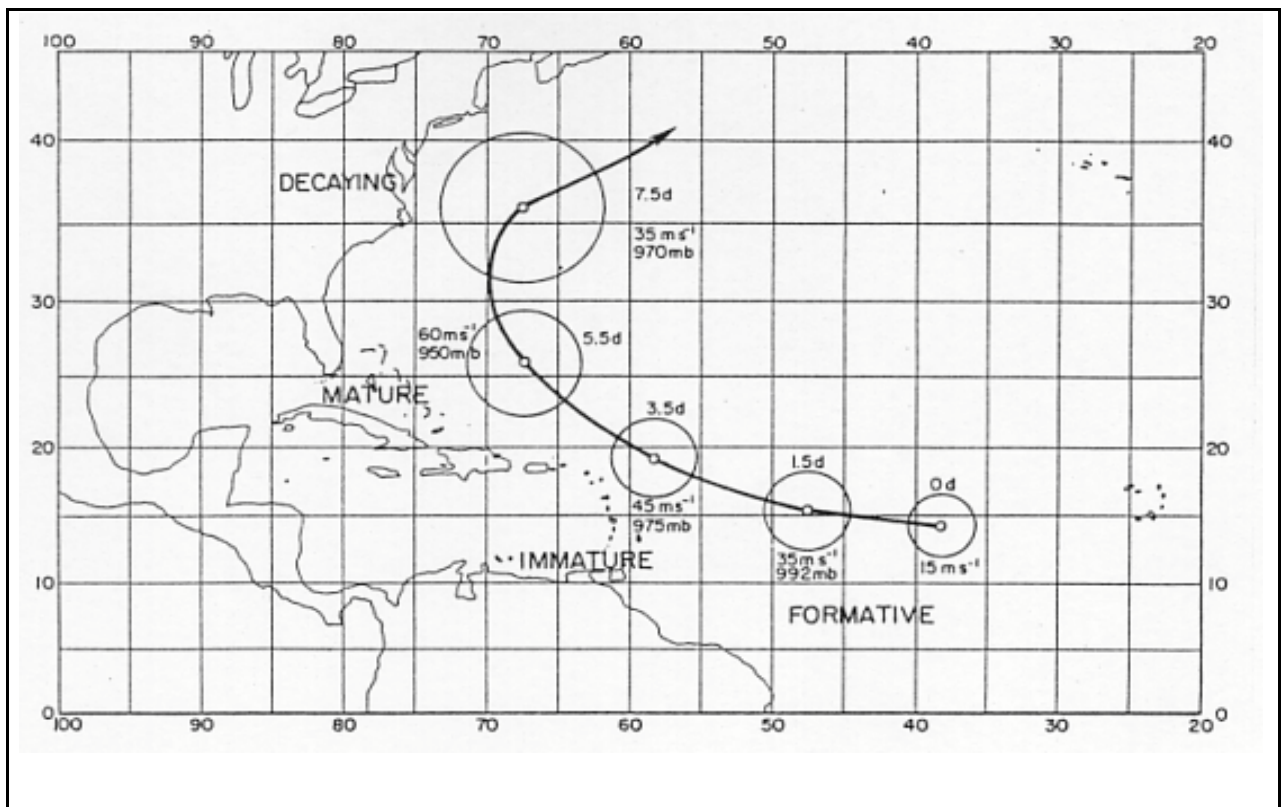 100 90 80 70 60 50 40 30 20
40 40
DECAYING
7.5d
35 ms⁻¹
970mb
30 30
60ms⁻¹
950mb
5.5d
MATURE
3.5d
20 20
1.5d
0d
45 ms⁻¹
975mb
IMMATURE
35ms⁻¹
992mb
15 ms⁻¹
10 10
FORMATIVE
0 0
100 90 80 70 60 50 40 30 20